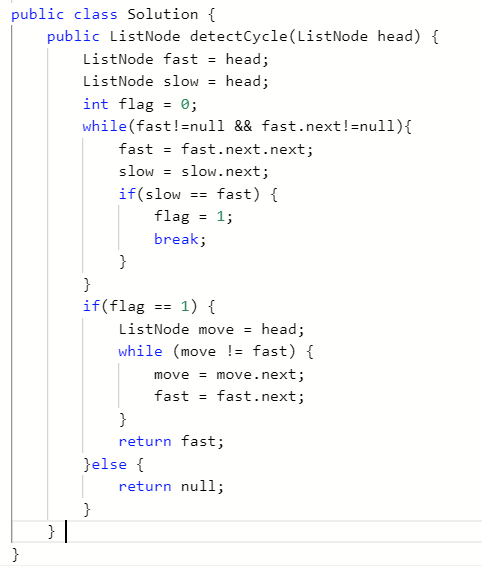 public class Solution {
    public ListNode detectCycle(ListNode head) {
        ListNode fast = head;
        ListNode slow = head;
        int flag = 0;
        while(fast!=null && fast.next!=null){
            fast = fast.next.next;
            slow = slow.next;
            if(slow == fast) {
                flag = 1;
                break;
            }
        }
        if(flag == 1) {
            ListNode move = head;
            while (move != fast) {
                move = move.next;
                fast = fast.next;
            }
            return fast;
        }else {
            return null;
        }
    }
}